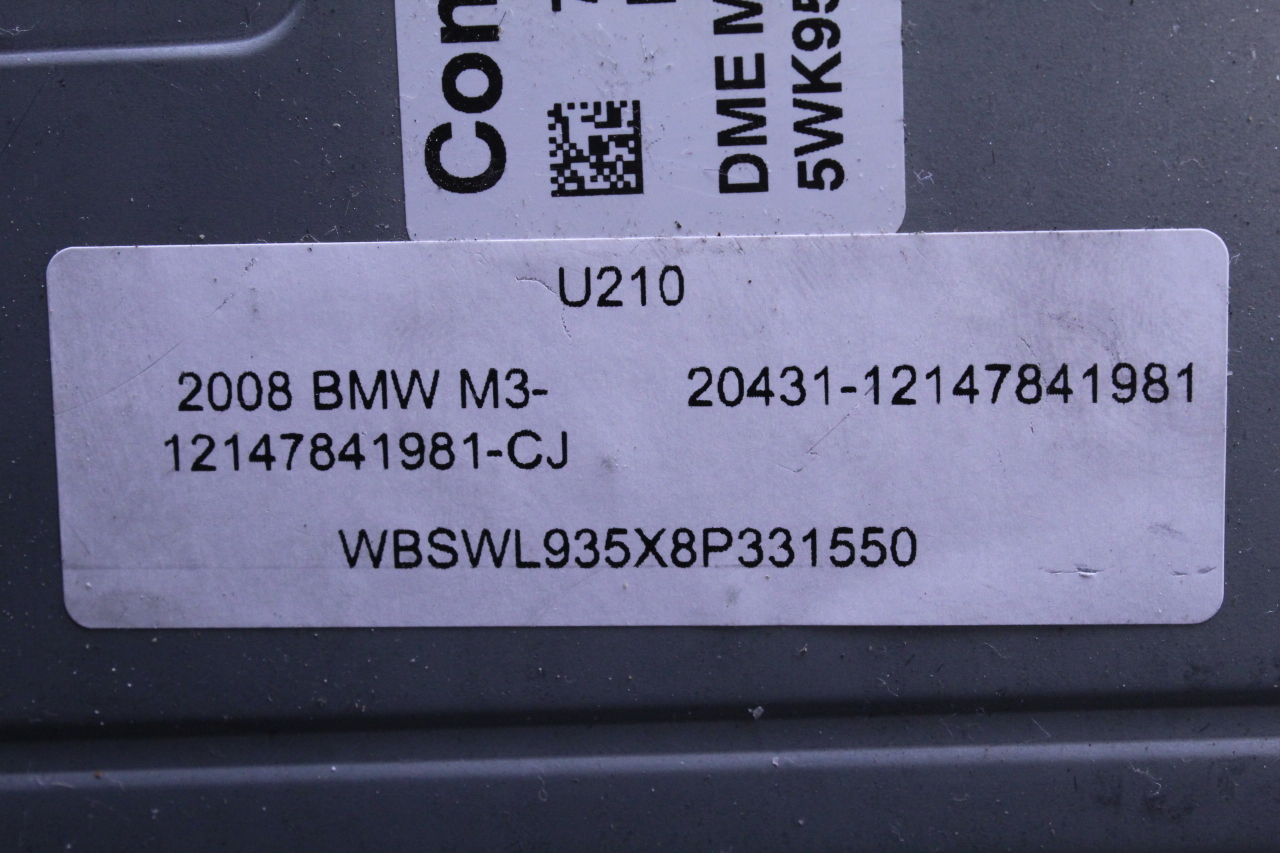 Con
DME M
5WK95
U210
2008 BMW M3-
12147841981-CJ
20431-12147841981
WBSWL935X8P331550